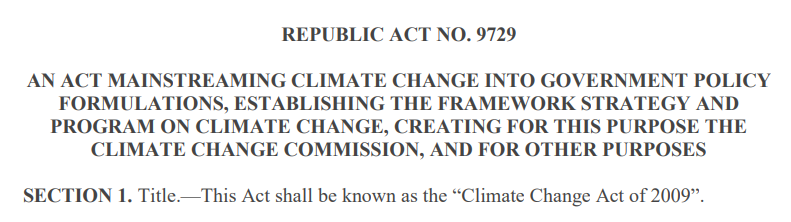 REPUBLIC ACT NO. 9729
AN ACT MAINSTREAMING CLIMATE CHANGE INTO GOVERNMENT POLICY
FORMULATIONS, ESTABLISHING THE FRAMEWORK STRATEGY AND
PROGRAM ON CLIMATE CHANGE, CREATING FOR THIS PURPOSE THE
CLIMATE CHANGE COMMISSION, AND FOR OTHER PURPOSES
SECTION 1. Title.—This Act shall be known as the “Climate Change Act of 2009”.